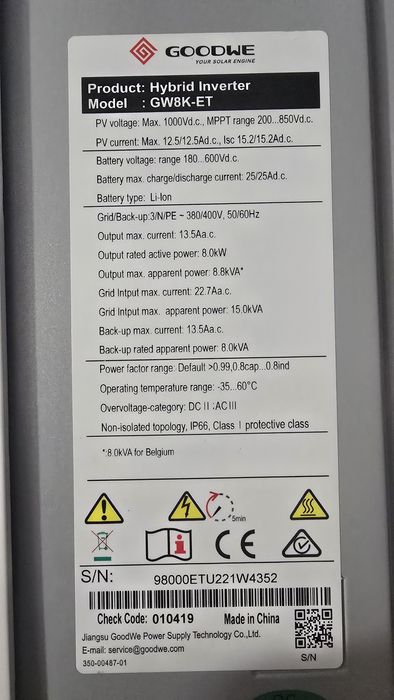 GOODWE
YOUR SOLAR ENGINE
Product: Hybrid Inverter
Model : GW8K-ET
PV voltage: Max. 1000Vd.c., MPPT range 200...850Vd.c.
PV current: Max. 12.5/12.5Ad.c., Isc 15.2/15.2Ad.c.
Battery voltage: range 180...600Vd.c.
Battery max. charge/discharge current: 25/25Ad.c.
Battery type: Li-Ion
Grid/Back-up:3/N/PE ~ 380/400V, 50/60Hz
Output max. current: 13.5Aa.c.
Output rated active power: 8.0kW
Output max. apparent power: 8.8kVA*
Grid Intput max. current: 22.7Aa.c.
Grid Intput max. apparent power: 15.0kVA
Back-up max. current: 13.5Aa.c.
Back-up rated apparent power: 8.0kVA
Power factor range: Default >0.99,0.8cap...0.8ind
Operating temperature range: -35...60°C
Overvoltage-category: DC II ;AC III
Non-isolated topology, IP66, Class I protective class
*:8.0kVA for Belgium
5min
CE
S/N: 98000ETU221W4352
Check Code: 010419 Made in China
Jiangsu GoodWe Power Supply Technology Co., Ltd.
E-mail: service@goodwe.com
350-00487-01
S/N